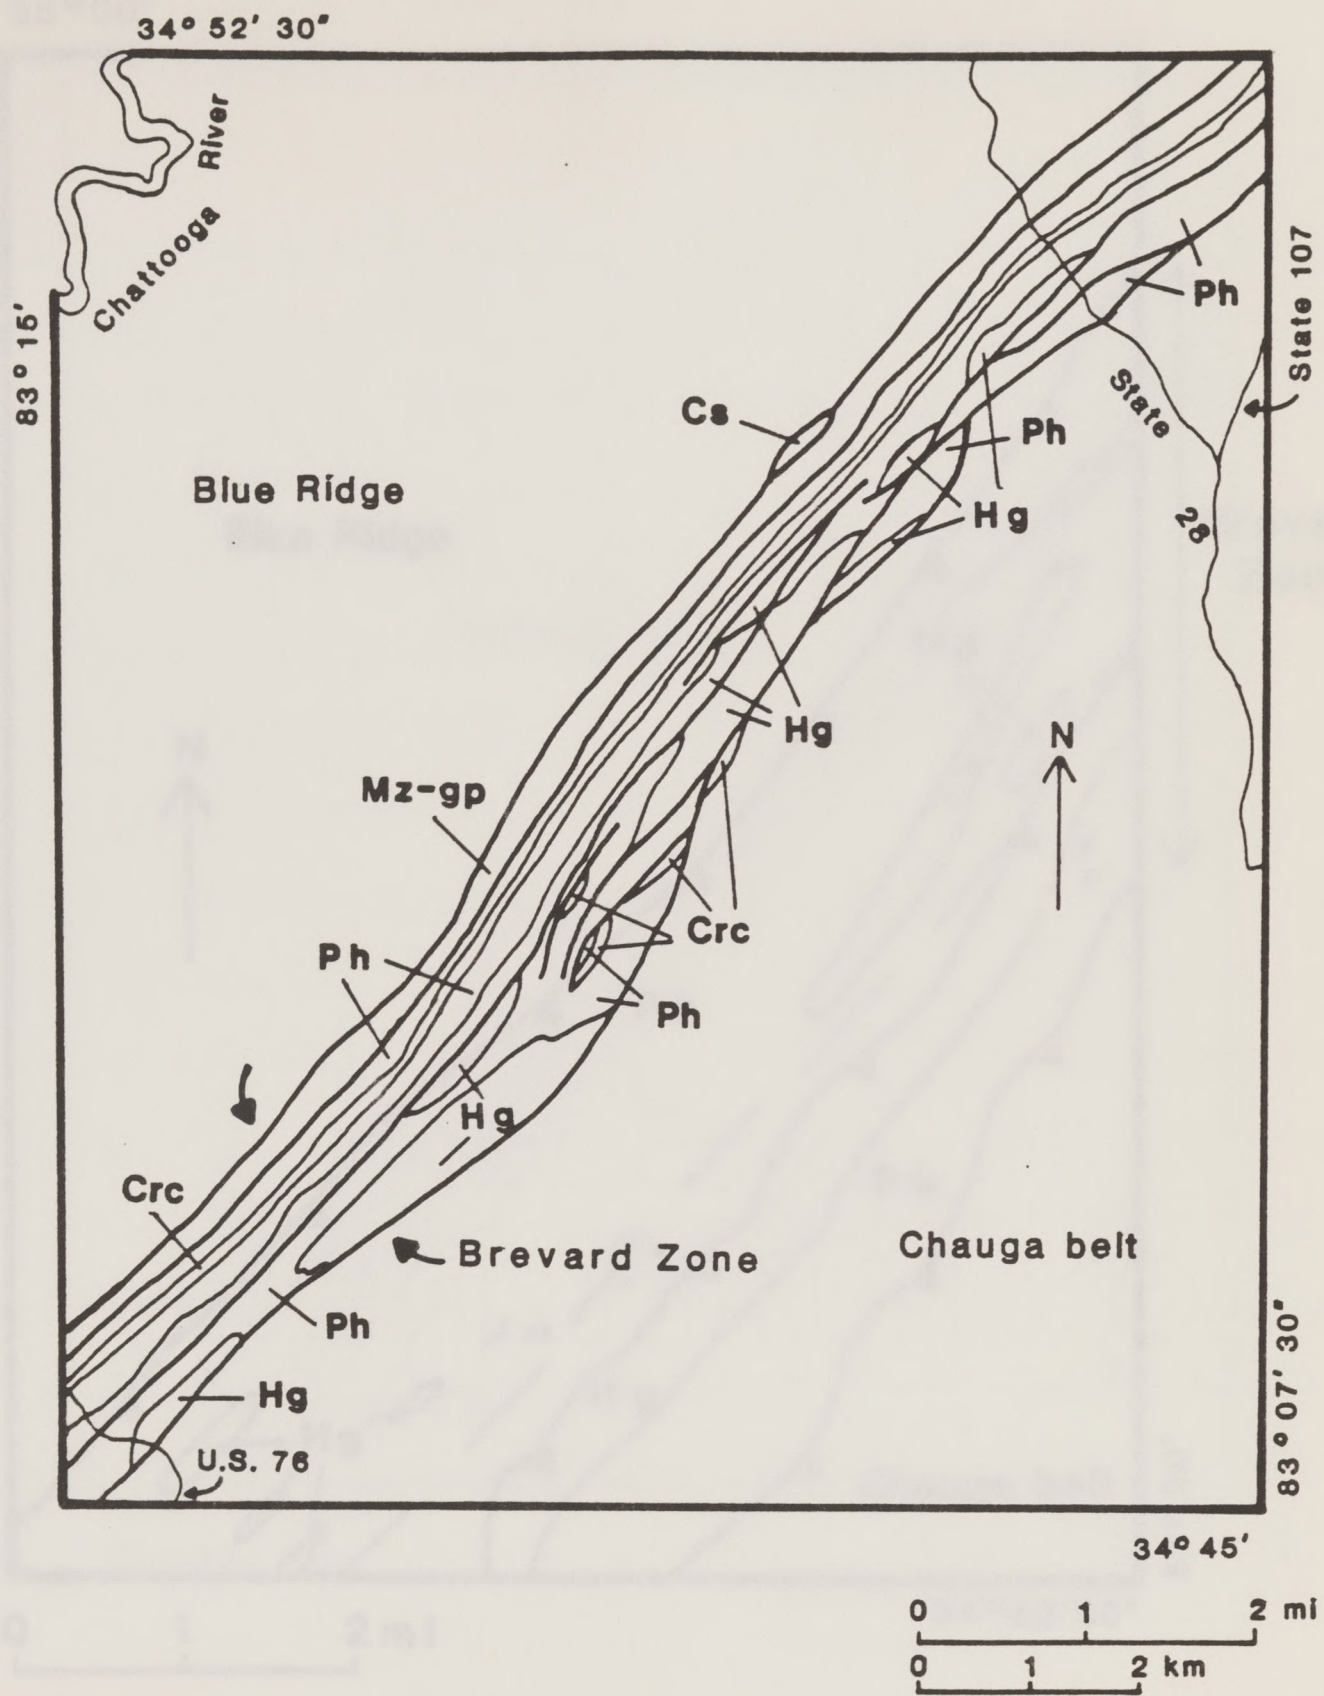 34° 52' 30"
Chattooga River
83° 15'
State 107
Ph
State 28
Cs
Ph
Blue Ridge
Hg
Hg
N
Mz-gp
Crc
Ph
Ph
Hg
Crc
Brevard Zone
Chauga belt
Ph
Hg
U.S. 76
83° 07' 30"
34° 45'
0 1 2 mi
0 1 2 km